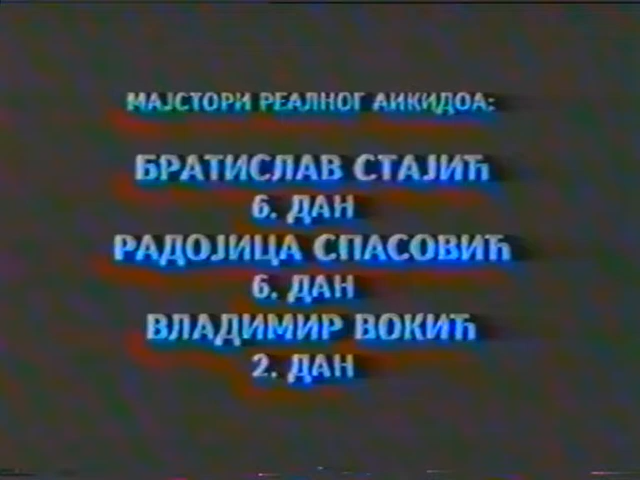 МАЈСТОРИ РЕАЛНОГ АИКИДОА:
БРАТИСЛАВ СТАЈИЋ
6. ДАН
РАДОЈИЦА СПАСОВИЋ
6. ДАН
ВЛАДИМИР ВОКИЋ
2. ДАН